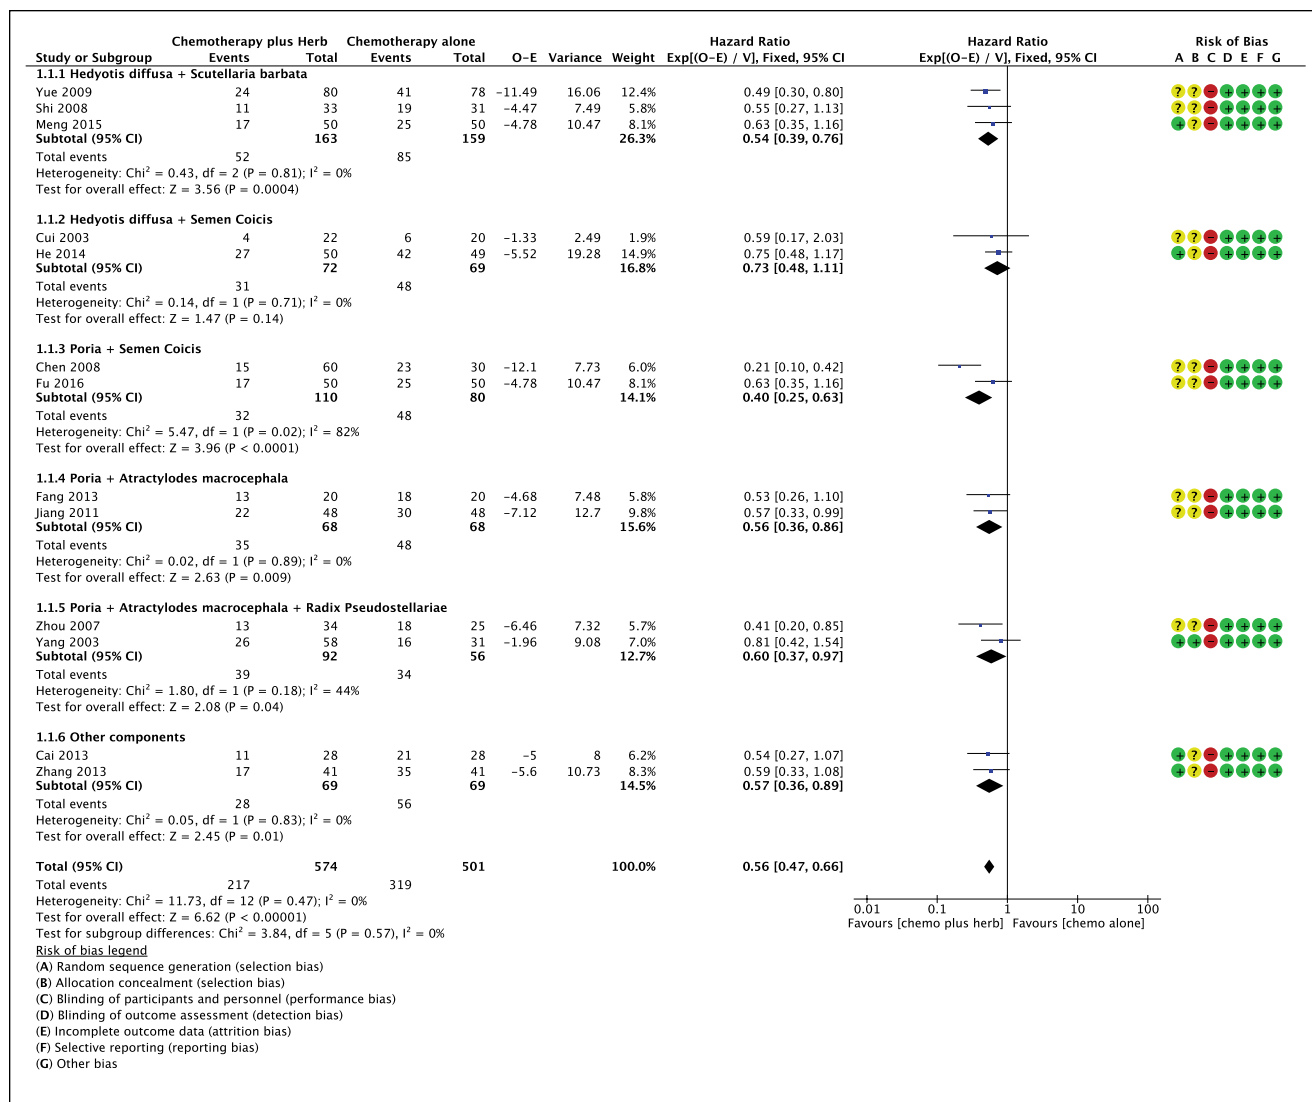 Chemotherapy plus Herb Chemotherapy alone Hazard Ratio Hazard Ratio Risk of Bias
Study or Subgroup Events Total Events Total O-E Variance Weight Exp[(O-E) / V], Fixed, 95% CI Exp[(O-E) / V], Fixed, 95% CI A B C D E F G
1.1.1 Hedyotis diffusa + Scutellaria barbata
Yue 2009 24 80 41 78 -11.49 16.06 12.4% 0.49 [0.30, 0.80] ? ? - + + + +
Shi 2008 11 33 19 31 -4.47 7.49 5.8% 0.55 [0.27, 1.13] ? ? - + + + +
Meng 2015 17 50 25 50 -4.78 10.47 8.1% 0.63 [0.35, 1.16] + ? - + + + +
Subtotal (95% CI) 163 159 26.3% 0.54 [0.39, 0.76]
Total events 52 85
Heterogeneity: Chi² = 0.43, df = 2 (P = 0.81); I² = 0%
Test for overall effect: Z = 3.56 (P = 0.0004)
1.1.2 Hedyotis diffusa + Semen Coicis
Cui 2003 4 22 6 20 -1.33 2.49 1.9% 0.59 [0.17, 2.03] ? ? - + + + +
He 2014 27 50 42 49 -5.52 19.28 14.9% 0.75 [0.48, 1.17] + ? - + + + +
Subtotal (95% CI) 72 69 16.8% 0.73 [0.48, 1.11]
Total events 31 48
Heterogeneity: Chi² = 0.14, df = 1 (P = 0.71); I² = 0%
Test for overall effect: Z = 1.47 (P = 0.14)
1.1.3 Poria + Semen Coicis
Chen 2008 15 60 23 30 -12.1 7.73 6.0% 0.21 [0.10, 0.42] ? ? - + + + +
Fu 2016 17 50 25 50 -4.78 10.47 8.1% 0.63 [0.35, 1.16] ? ? - + + + +
Subtotal (95% CI) 110 80 14.1% 0.40 [0.25, 0.63]
Total events 32 48
Heterogeneity: Chi² = 5.47, df = 1 (P = 0.02); I² = 82%
Test for overall effect: Z = 3.96 (P < 0.0001)
1.1.4 Poria + Atractylodes macrocephala
Fang 2013 13 20 18 20 -4.68 7.48 5.8% 0.53 [0.26, 1.10] ? ? - + + + +
Jiang 2011 22 48 30 48 -7.12 12.7 9.8% 0.57 [0.33, 0.99] ? ? - + + + +
Subtotal (95% CI) 68 68 15.6% 0.56 [0.36, 0.86]
Total events 35 48
Heterogeneity: Chi² = 0.02, df = 1 (P = 0.89); I² = 0%
Test for overall effect: Z = 2.63 (P = 0.009)
1.1.5 Poria + Atractylodes macrocephala + Radix Pseudostellariae
Zhou 2007 13 34 18 25 -6.46 7.32 5.7% 0.41 [0.20, 0.85] ? ? - + + + +
Yang 2003 26 58 16 31 -1.96 9.08 7.0% 0.81 [0.42, 1.54] + + - + + + +
Subtotal (95% CI) 92 56 12.7% 0.60 [0.37, 0.97]
Total events 39 34
Heterogeneity: Chi² = 1.80, df = 1 (P = 0.18); I² = 44%
Test for overall effect: Z = 2.08 (P = 0.04)
1.1.6 Other components
Cai 2013 11 28 21 28 -5 8 6.2% 0.54 [0.27, 1.07] + ? - + + + +
Zhang 2013 17 41 35 41 -5.6 10.73 8.3% 0.59 [0.33, 1.08] + ? - + + + +
Subtotal (95% CI) 69 69 14.5% 0.57 [0.36, 0.89]
Total events 28 56
Heterogeneity: Chi² = 0.05, df = 1 (P = 0.83); I² = 0%
Test for overall effect: Z = 2.45 (P = 0.01)
Total (95% CI) 574 501 100.0% 0.56 [0.47, 0.66]
Total events 217 319
Heterogeneity: Chi² = 11.73, df = 12 (P = 0.47); I² = 0%
Test for overall effect: Z = 6.62 (P < 0.00001)
Test for subgroup differences: Chi² = 3.84, df = 5 (P = 0.57), I² = 0%
0.01 0.1 1 10 100
Favours [chemo plus herb] Favours [chemo alone]
Risk of bias legend
(A) Random sequence generation (selection bias)
(B) Allocation concealment (selection bias)
(C) Blinding of participants and personnel (performance bias)
(D) Blinding of outcome assessment (detection bias)
(E) Incomplete outcome data (attrition bias)
(F) Selective reporting (reporting bias)
(G) Other bias